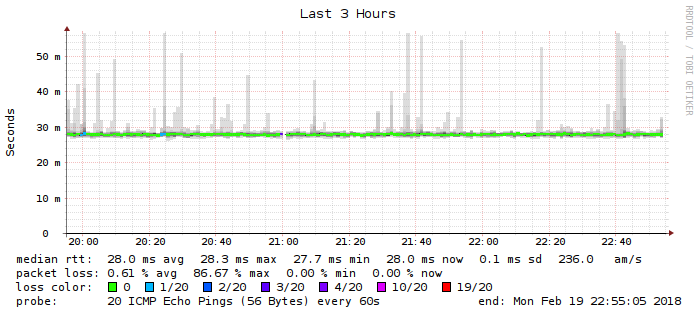 Last 3 Hours
RRDTOOL / TOBI OETIKER
Seconds
50 m
40 m
30 m
20 m
10 m
0
20:00 20:20 20:40 21:00 21:20 21:40 22:00 22:20 22:40
median rtt: 28.0 ms avg 28.3 ms max 27.7 ms min 28.0 ms now 0.1 ms sd 236.0 am/s
packet loss: 0.61 % avg 86.67 % max 0.00 % min 0.00 % now
loss color: 0 1/20 2/20 3/20 4/20 10/20 19/20
probe: 20 ICMP Echo Pings (56 Bytes) every 60s end: Mon Feb 19 22:55:05 2018